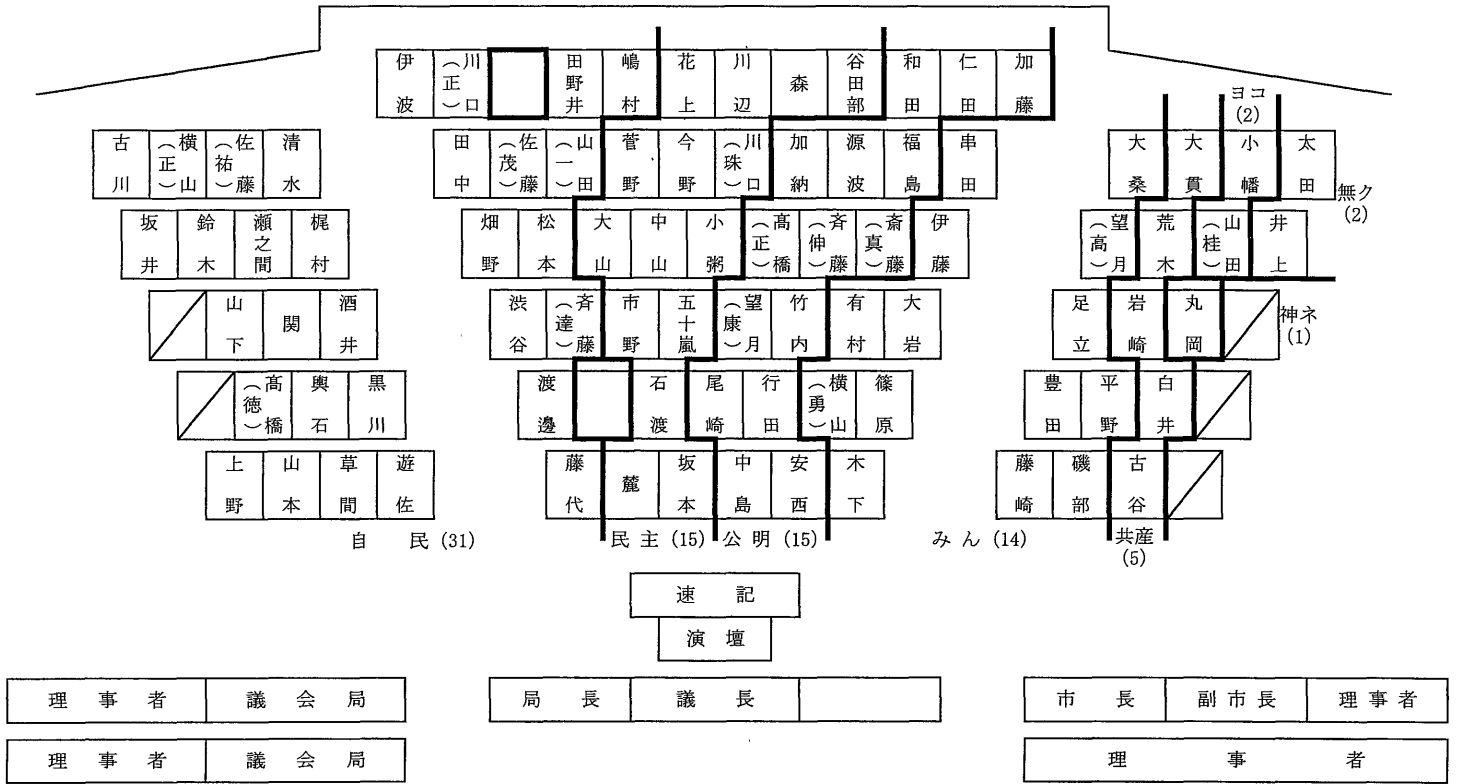 伊波 川口(正) 田野井 嶋村 花上 川辺 森 谷田部 和田 仁田 加藤
ヨコ(2)
古川 横山(正) 佐藤(祐) 清水 田中 佐藤(茂) 山田(一) 菅野 今野 川口(珠) 加納 源波 福島 串田 大桑 大貫 小幡 太田
無ク(2)
坂井 鈴木 瀬之間 梶村 畑野 松本 大山 中山 小粥 高橋(正) 斉藤(伸) 斎藤(真) 伊藤 望月(高) 荒木 山田(桂) 井上
山下 関 酒井 渋谷 斉藤(達) 市野 五十嵐 望月(康) 竹内 有村 大岩 足立 岩崎 丸岡
神ネ(1)
髙橋(徳) 輿石 黒川 渡邊 石渡 尾崎 行田 横山(勇) 篠原 豊田 平野 白井
上野 山本 草間 遊佐 藤代 麓 坂本 中島 安西 木下 藤崎 磯部 古谷
自民(31) 民主(15) 公明(15) みん(14) 共産(5)
速記
演壇
理事者 議会局 局長 議長 市長 副市長 理事者
理事者 議会局 理事者